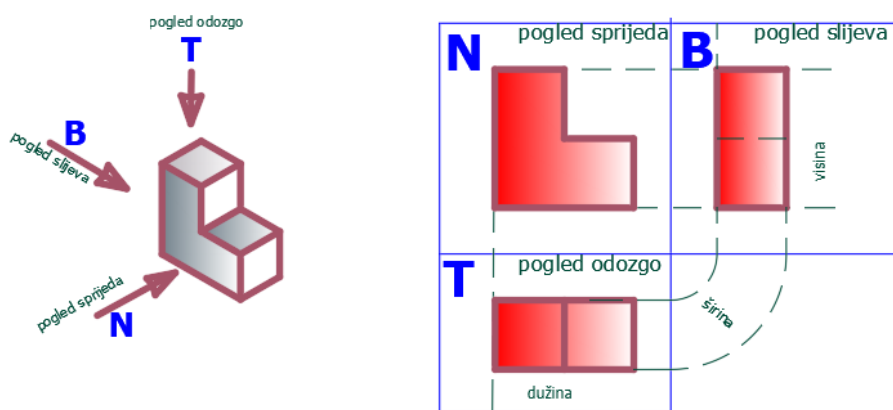 pogled odozgo
T
B
pogled slijeva
pogled sprijeda
N
N
pogled sprijeda
B
pogled slijeva
visina
T
pogled odozgo
širina
dužina